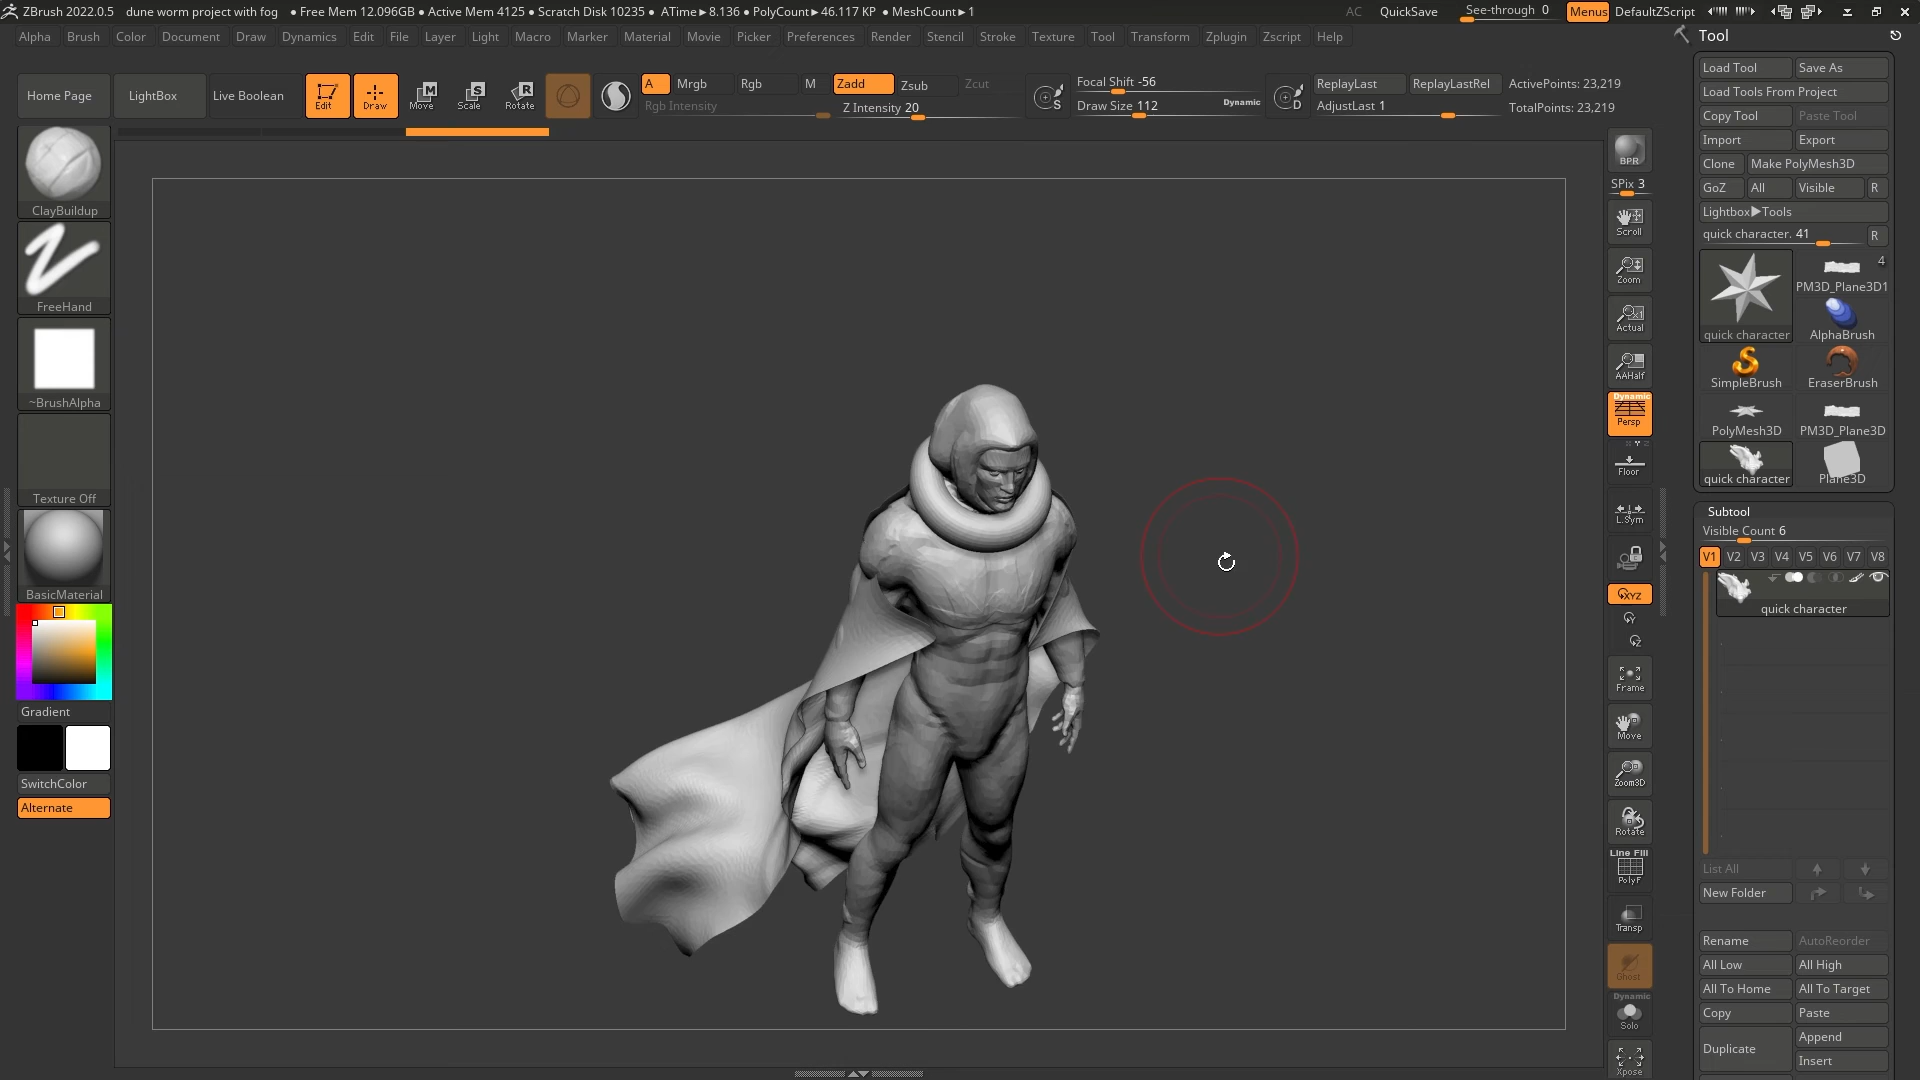 ZBrush 2022.0.5 dune worm project with fog ● Free Mem 12.096GB ● Active Mem 4125 ● Scratch Disk 10235 ● ATime▸8.136 ● PolyCount▸46.117 KP ● MeshCount▸1 AC QuickSave See-through 0 Menus DefaultZScript
Alpha Brush Color Document Draw Dynamics Edit File Layer Light Macro Marker Material Movie Picker Preferences Render Stencil Stroke Texture Tool Transform Zplugin Zscript Help
Home Page LightBox Live Boolean Edit Draw Move Scale Rotate A Mrgb Rgb M Zadd Zsub Zcut
M S R
Rgb Intensity Z Intensity 20
S Focal Shift -56
Draw Size 112 Dynamic
D ReplayLast ReplayLastRel ActivePoints: 23,219
AdjustLast 1 TotalPoints: 23,219
ClayBuildup
FreeHand
~BrushAlpha
Texture Off
BasicMaterial
Gradient
SwitchColor
Alternate
BPR
SPix 3
Scroll
Zoom
Actual
AAHalf
Dynamic
Persp
Floor
L.Sym
XYZ
Y
Z
Frame
Move
Zoom3D
Rotate
Line Fill
PolyF
Transp
Ghost
Dynamic
Solo
Xpose
Tool
Load Tool Save As
Load Tools From Project
Copy Tool Paste Tool
Import Export
Clone Make PolyMesh3D
GoZ All Visible R
Lightbox▶Tools
quick character. 41 R
4
PM3D_Plane3D1
quick character AlphaBrush
SimpleBrush EraserBrush
PolyMesh3D PM3D_Plane3D
quick character Plane3D
Subtool
Visible Count 6
V1 V2 V3 V4 V5 V6 V7 V8
quick character
List All
New Folder
Rename AutoReorder
All Low All High
All To Home All To Target
Copy Paste
Duplicate Append
Insert